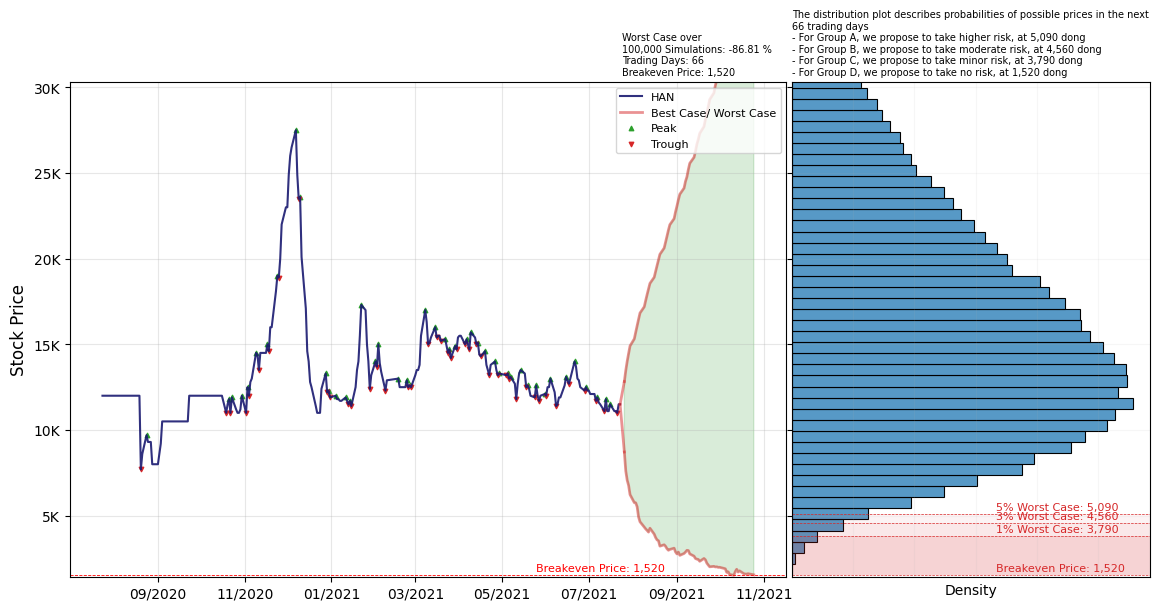 The distribution plot describes probabilities of possible prices in the next
66 trading days
- For Group A, we propose to take higher risk, at 5,090 dong
- For Group B, we propose to take moderate risk, at 4,560 dong
- For Group C, we propose to take minor risk, at 3,790 dong
- For Group D, we propose to take no risk, at 1,520 dong
Worst Case over
100,000 Simulations: -86.81 %
Trading Days: 66
Breakeven Price: 1,520
HAN
Best Case/ Worst Case
Peak
Trough
30K
25K
20K
15K
10K
5K
Stock Price
5% Worst Case: 5,090
3% Worst Case: 4,560
1% Worst Case: 3,790
Breakeven Price: 1,520
Breakeven Price: 1,520
09/2020
11/2020
01/2021
03/2021
05/2021
07/2021
09/2021
11/2021
Density